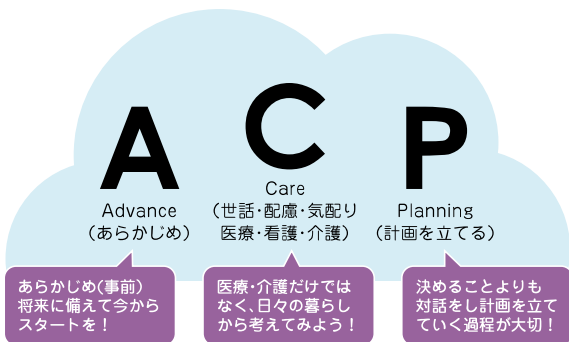 A
Advance
（あらかじめ）
C
Care
（世話・配慮・気配り
医療・看護・介護）
P
Planning
（計画を立てる）
あらかじめ（事前）
将来に備えて今から
スタートを！
医療・介護だけでは
なく、日々の暮らし
から考えてみよう！
決めることよりも
対話をし計画を立て
ていく過程が大切！